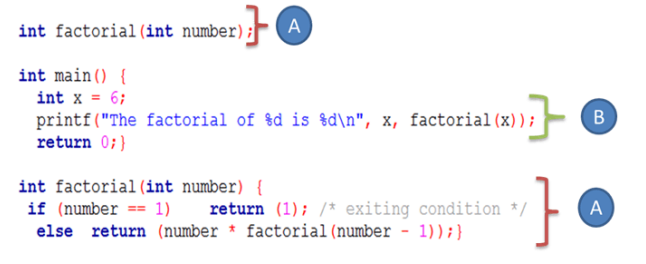 int factorial(int number); A
int main() {
int x = 6;
printf("The factorial of %d is %d\n", x, factorial(x)); B
return 0;}
int factorial(int number) {
if (number == 1)    return (1); /* exiting condition */ A
else  return (number * factorial(number - 1));}